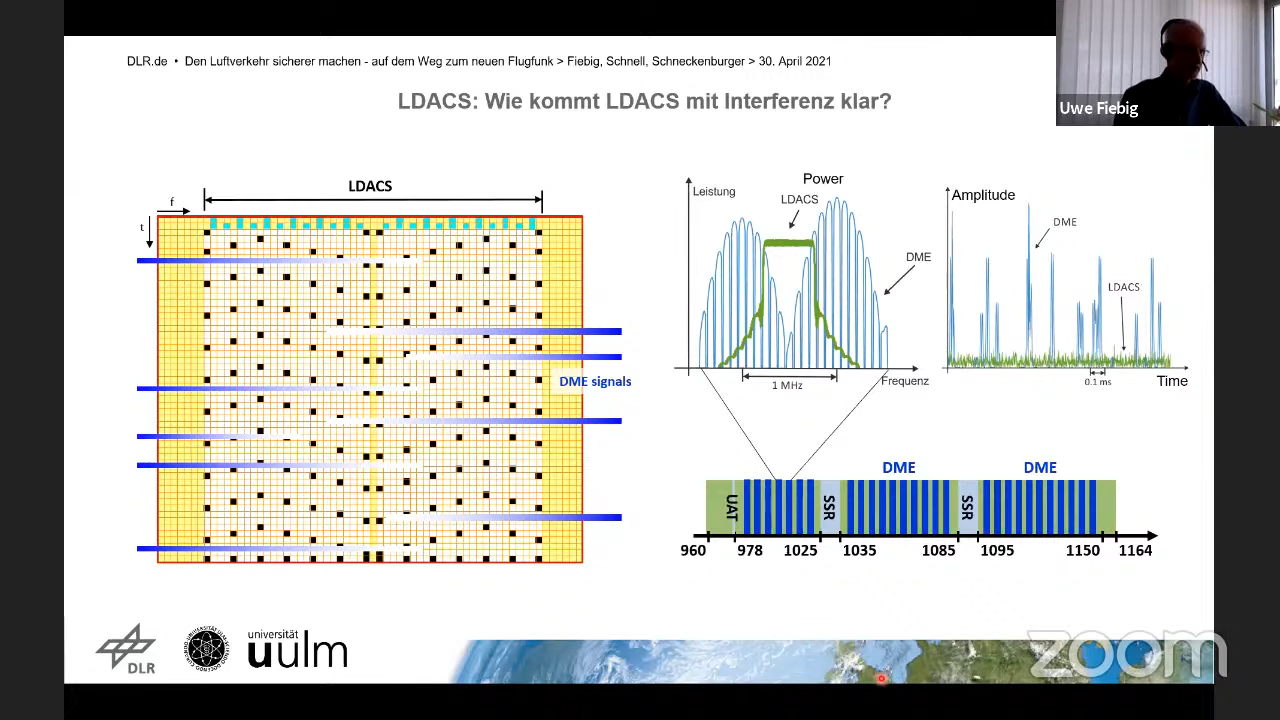 DLR.de • Den Luftverkehr sicherer machen - auf dem Weg zum neuen Flugfunk > Fiebig, Schnell, Schneckenburger > 30. April 2021
Uwe Fiebig
LDACS: Wie kommt LDACS mit Interferenz klar?
LDACS
f
t
DME signals
Power
Leistung
LDACS
DME
1 MHz
Frequenz
Amplitude
DME
LDACS
0.1 ms
Time
DME
DME
UAT
SSR
SSR
960
978
1025
1035
1085
1095
1150
1164
DLR
universität
uulm
zoom